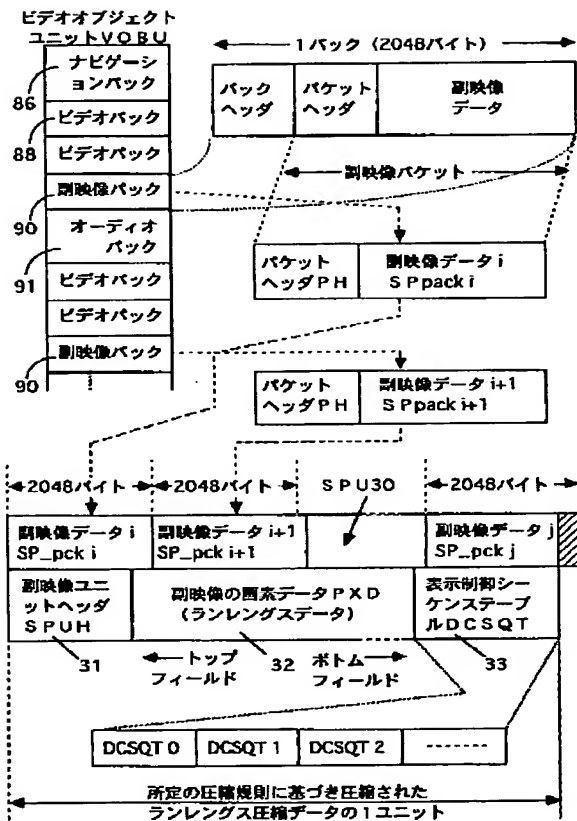 ビデオオブジェクト
ユニットVOBU
ナビゲーシ
ョンパック
86
ビデオパック
88
ビデオパック
副映像パック
90
オーディオ
パック
91
ビデオパック
ビデオパック
副映像パック
90
1パック(2048バイト)
パック
ヘッダ
パケット
ヘッダ
副映像
データ
副映像パケット
パケット
ヘッダPH
副映像データi
SPpack i
パケット
ヘッダPH
副映像データi+1
SPpack i+1
2048バイト
2048バイト
SPU30
2048バイト
副映像データi
SP_pck i
副映像データi+1
SP_pck i+1
副映像データj
SP_pck j
副映像ユニ
ットヘッダ
SPUH
副映像の画素データPXD
(ランレングスデータ)
表示制御シー
ケンステーブ
ルDCSQT
31
トップ
フィールド
32
ボトム
フィールド
33
DCSQT 0
DCSQT 1
DCSQT 2
所定の圧縮規則に基づき圧縮された
ランレングス圧縮データの1ユニット